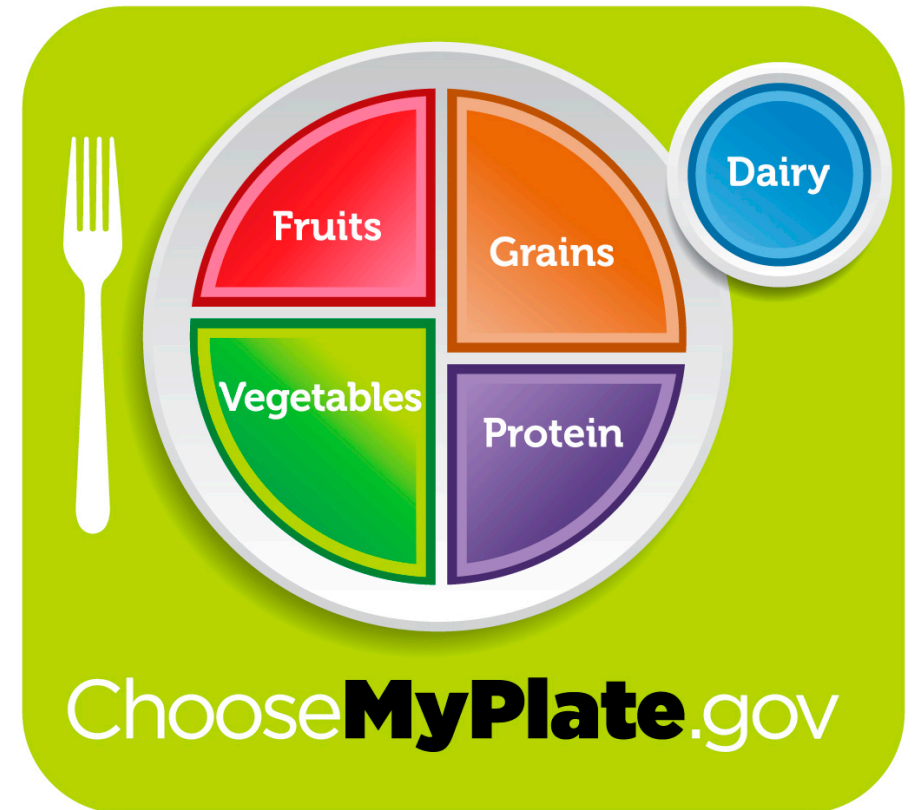 Dairy
Fruits
Grains
Vegetables
Protein
ChooseMyPlate.gov